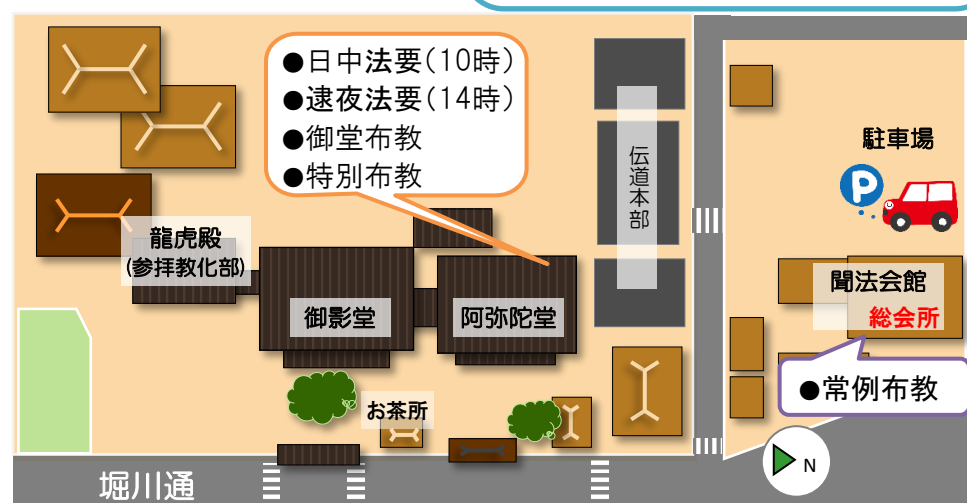 ●日中法要(10時)
●逮夜法要(14時)
●御堂布教
●特別布教
伝道本部
駐車場
P
龍虎殿
(参拝教化部)
御影堂
阿弥陀堂
聞法会館
総会所
●常例布教
お茶所
堀川通
N